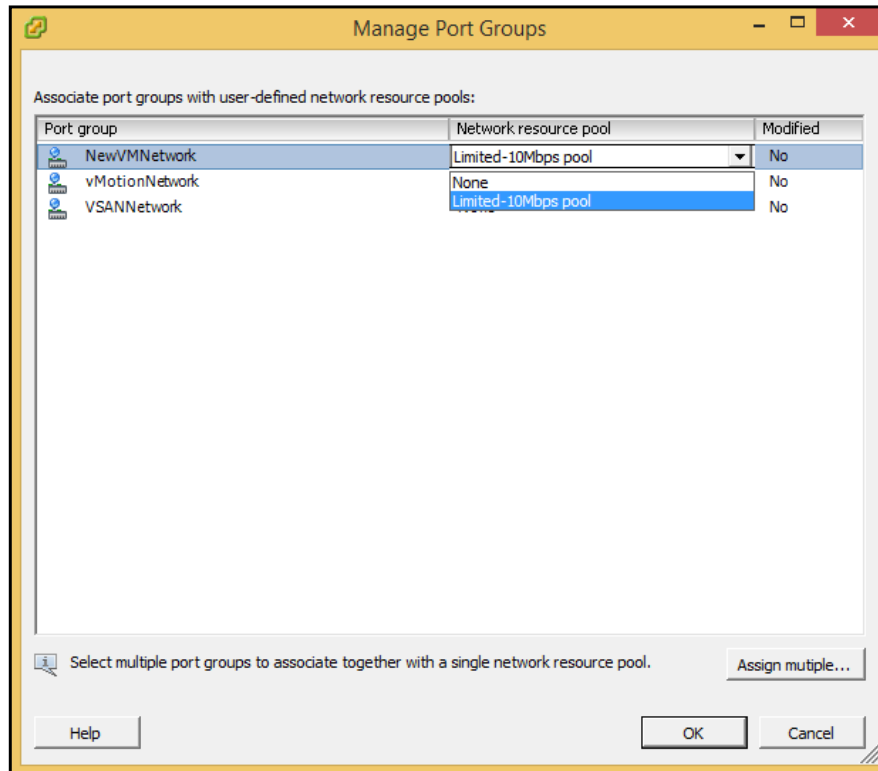 Manage Port Groups
Associate port groups with user-defined network resource pools:
Port group Network resource pool Modified
NewVMNetwork Limited-10Mbps pool No
vMotionNetwork None No
VSANNetwork Limited-10Mbps pool No
Select multiple port groups to associate together with a single network resource pool.
Assign mutiple...
Help OK Cancel